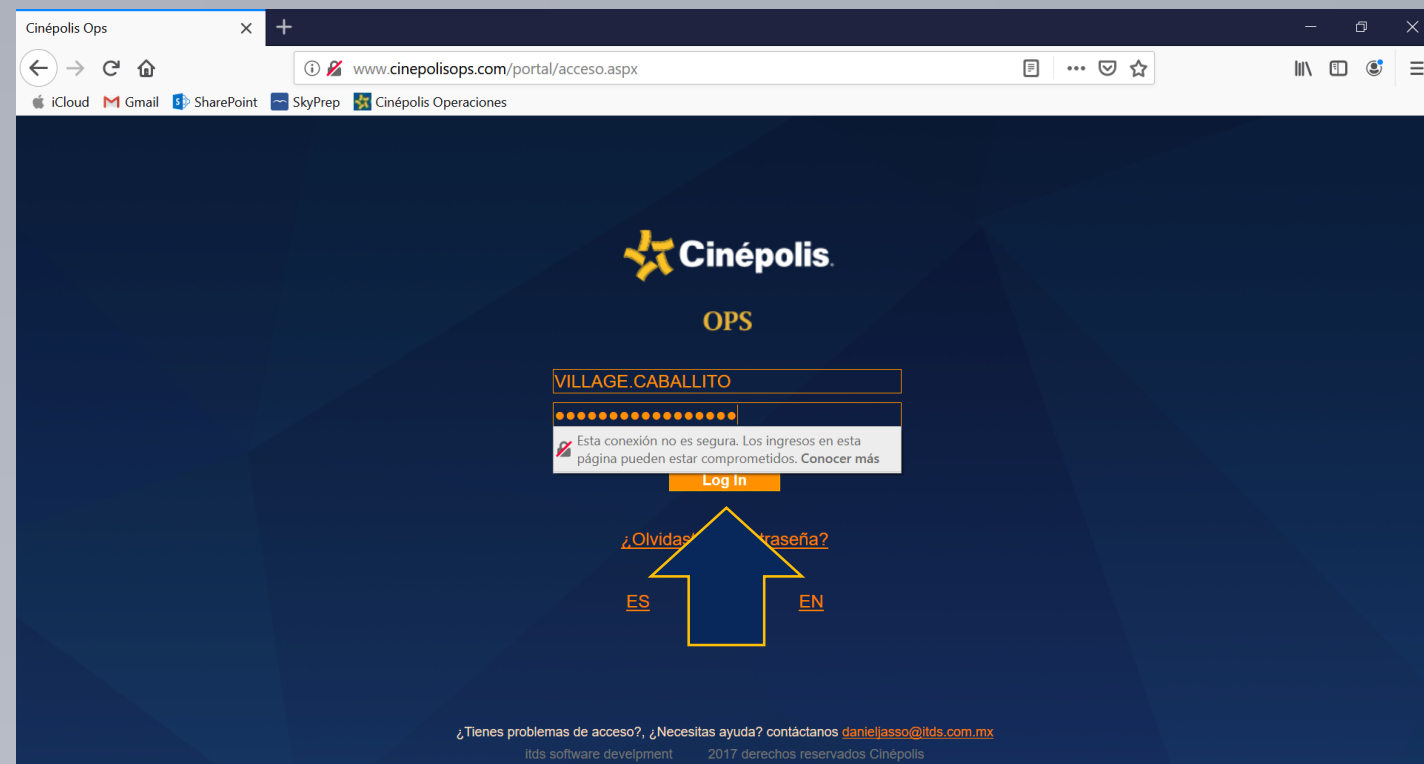 Cinépolis Ops
www.cinepolisops.com/portal/acceso.aspx
iCloud Gmail SharePoint SkyPrep Cinépolis Operaciones
Cinépolis
OPS
VILLAGE.CABALLITO
Esta conexión no es segura. Los ingresos en esta
página pueden estar comprometidos. Conocer más
Log In
¿Olvidast traseña?
ES EN
¿Tienes problemas de acceso?, ¿Necesitas ayuda? contáctanos danieljasso@itds.com.mx
itds software develpment 2017 derechos reservados Cinépolis